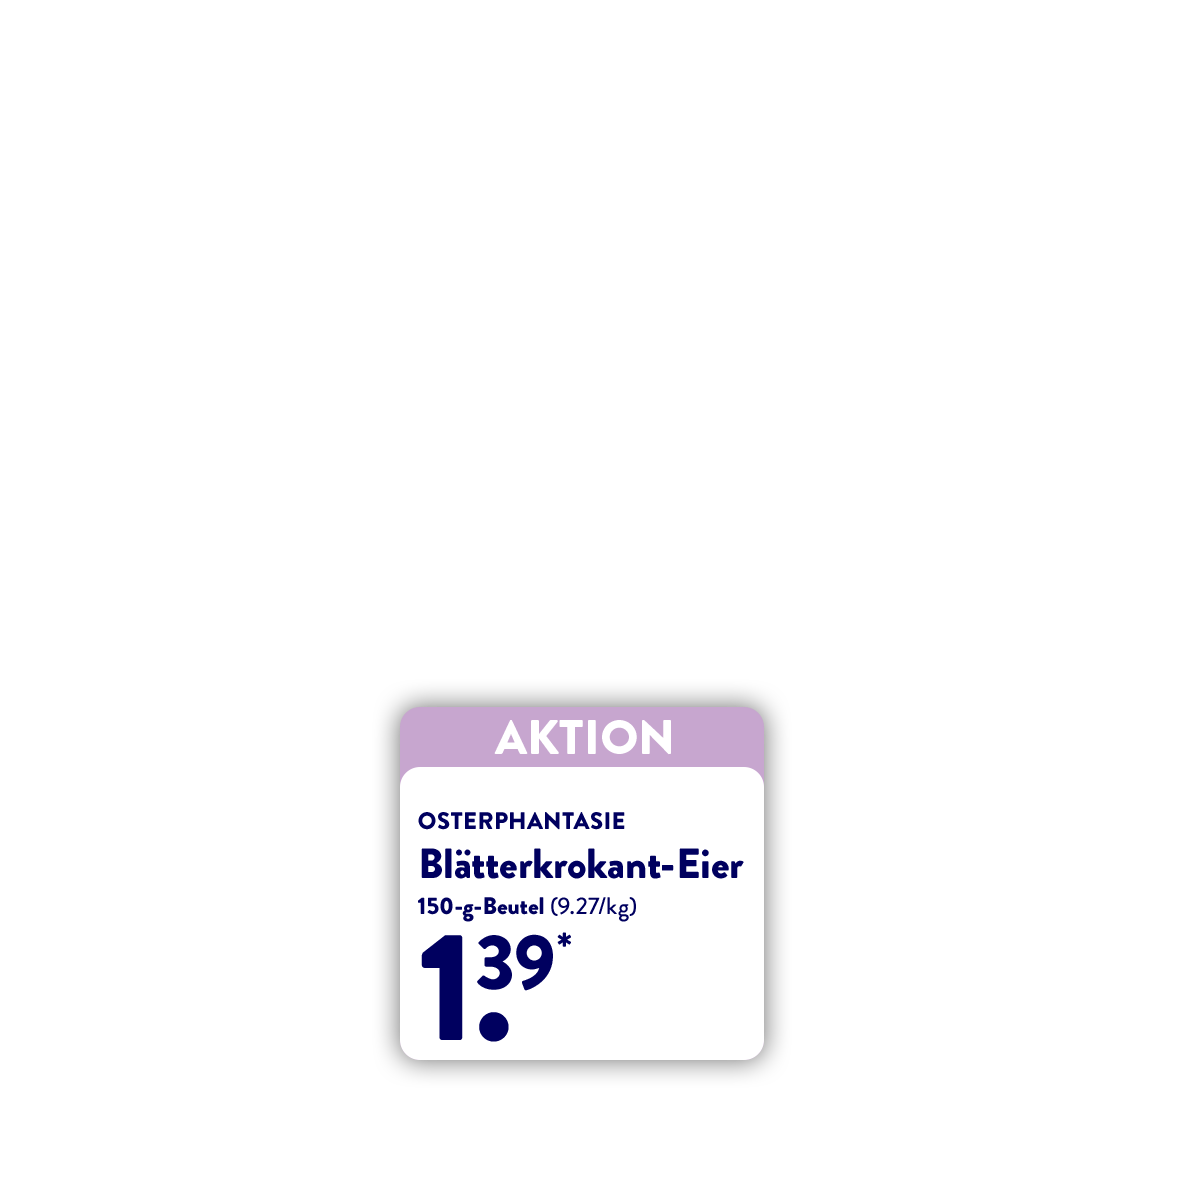 AKTION
OSTERPHANTASIE
Blätterkrokant-Eier
150-g-Beutel (9.27/kg)
1.39*